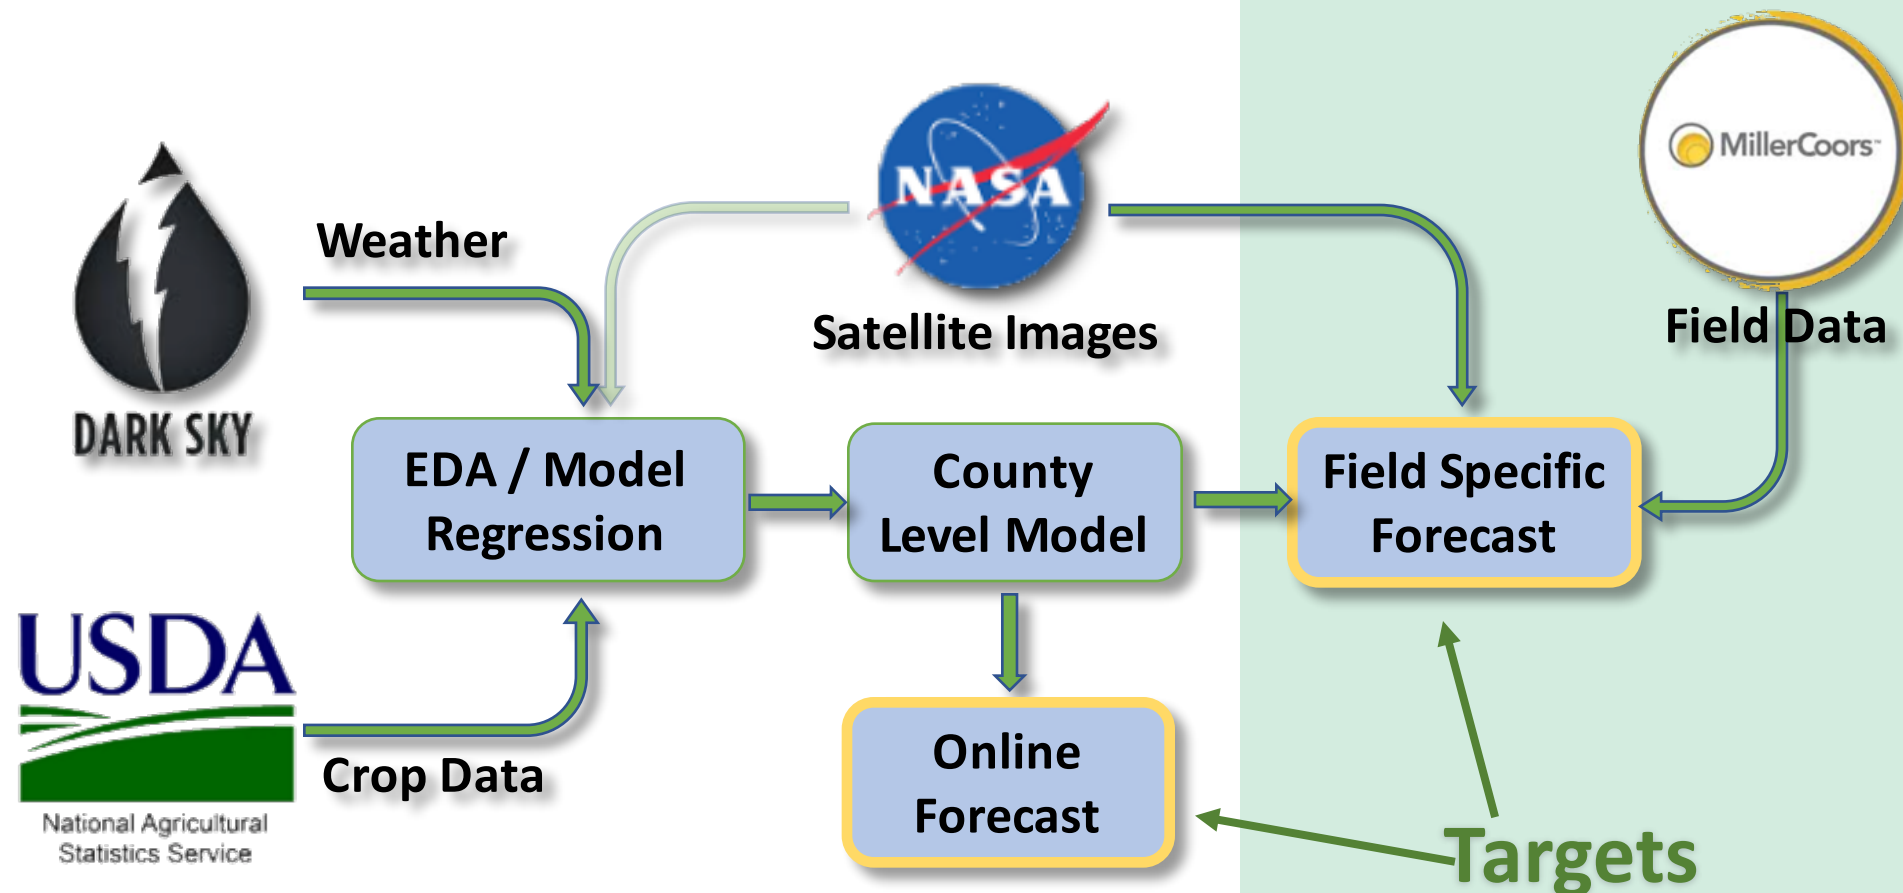 NASA
MillerCoors™
Weather
Satellite Images
Field Data
DARK SKY
EDA / Model
Regression
County
Level Model
Field Specific
Forecast
USDA
Crop Data
National Agricultural
Statistics Service
Online
Forecast
Targets